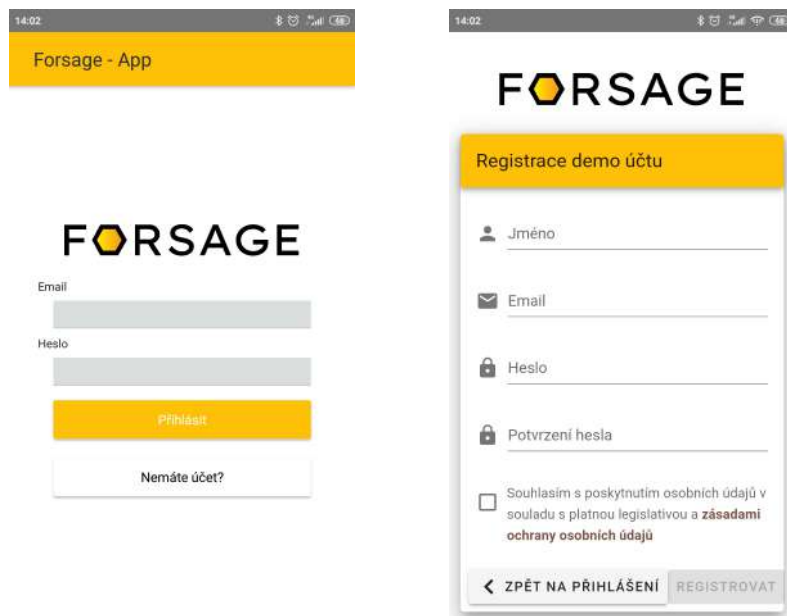 14:02
Forsage - App
FORSAGE
Email
Heslo
Přihlásit
Nemáte účet?
14:02
FORSAGE
Registrace demo účtu
Jméno
Email
Heslo
Potvrzení hesla
Souhlasím s poskytnutím osobních údajů v
souladu s platnou legislativou a zásadami
ochrany osobních údajů
ZPĚT NA PŘIHLÁŠENÍ REGISTROVAT